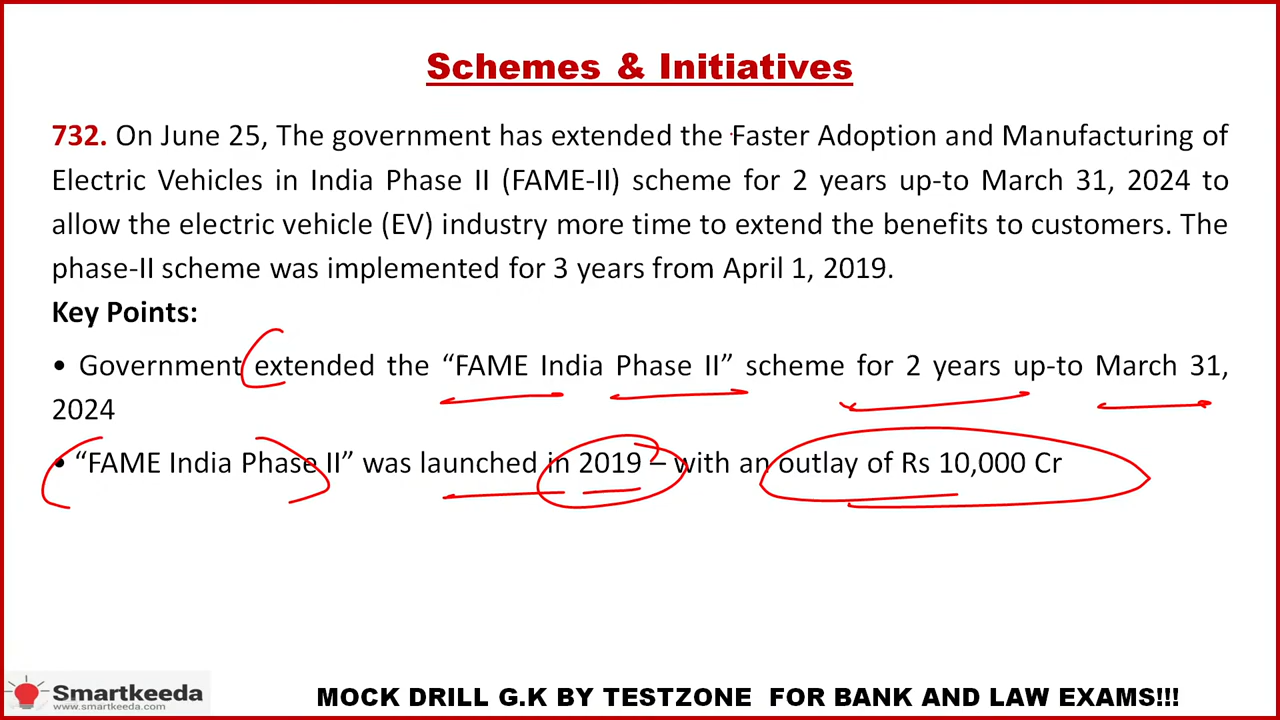 Schemes & Initiatives
732. On June 25, The government has extended the Faster Adoption and Manufacturing of
Electric Vehicles in India Phase II (FAME-II) scheme for 2 years up-to March 31, 2024 to
allow the electric vehicle (EV) industry more time to extend the benefits to customers. The
phase-II scheme was implemented for 3 years from April 1, 2019.
Key Points:
• Government extended the “FAME India Phase II” scheme for 2 years up-to March 31,
2024
• “FAME India Phase II” was launched in 2019 – with an outlay of Rs 10,000 Cr
Smartkeeda
www.smartkeeda.com
MOCK DRILL G.K BY TESTZONE FOR BANK AND LAW EXAMS!!!